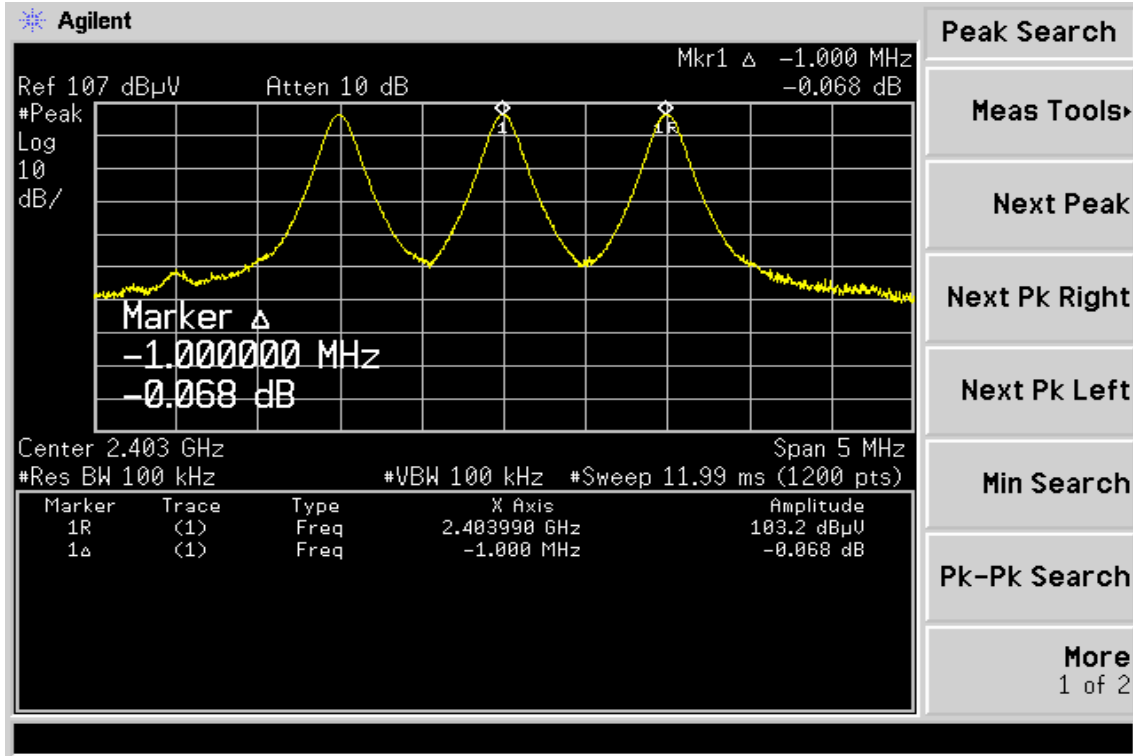 Agilent
Peak Search
Mkr1 Δ -1.000 MHz
Ref 107 dBµV Atten 10 dB -0.068 dB
#Peak
Log
10
dB/
1
1R
Marker Δ
-1.000000 MHz
-0.068 dB
Center 2.403 GHz Span 5 MHz
#Res BW 100 kHz #VBW 100 kHz #Sweep 11.99 ms (1200 pts)
Marker Trace Type X Axis Amplitude
1R (1) Freq 2.403990 GHz 103.2 dBµV
1Δ (1) Freq -1.000 MHz -0.068 dB
Meas Tools▸
Next Peak
Next Pk Right
Next Pk Left
Min Search
Pk-Pk Search
More
1 of 2